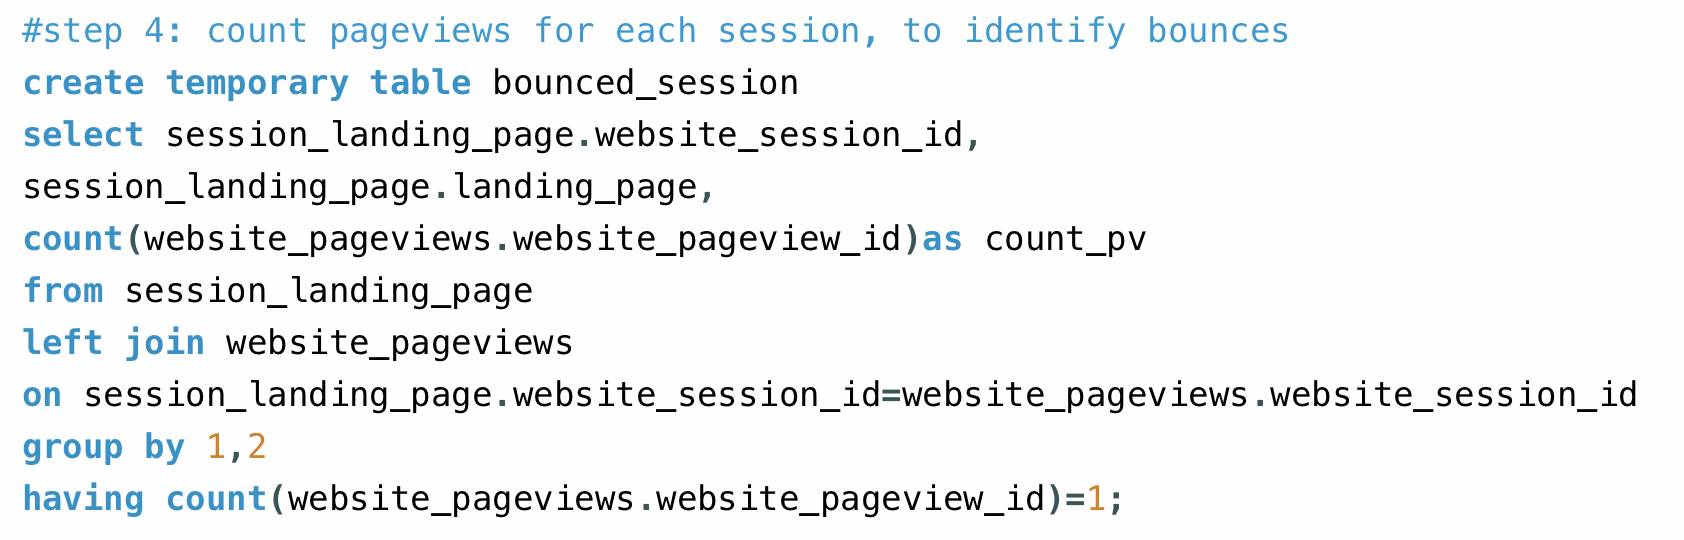 #step 4: count pageviews for each session, to identify bounces
create temporary table bounced_session
select session_landing_page.website_session_id,
session_landing_page.landing_page,
count(website_pageviews.website_pageview_id)as count_pv
from session_landing_page
left join website_pageviews
on session_landing_page.website_session_id=website_pageviews.website_session_id
group by 1,2
having count(website_pageviews.website_pageview_id)=1;